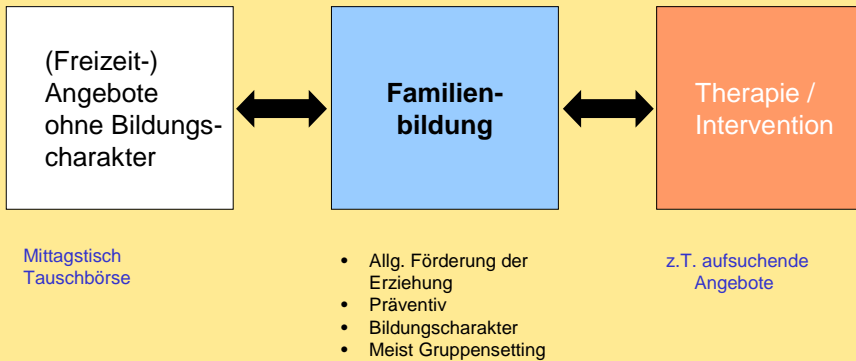 (Freizeit-)
Angebote
ohne Bildungs-
charakter
Familien-
bildung
Therapie /
Intervention
Mittagstisch
Tauschbörse
• Allg. Förderung der
Erziehung
• Präventiv
• Bildungscharakter
• Meist Gruppensetting
z.T. aufsuchende
Angebote